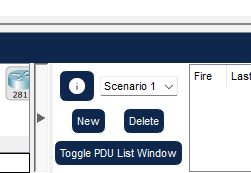 Scenario 1
Fire
Last
281
New
Delete
Toggle PDU List Window